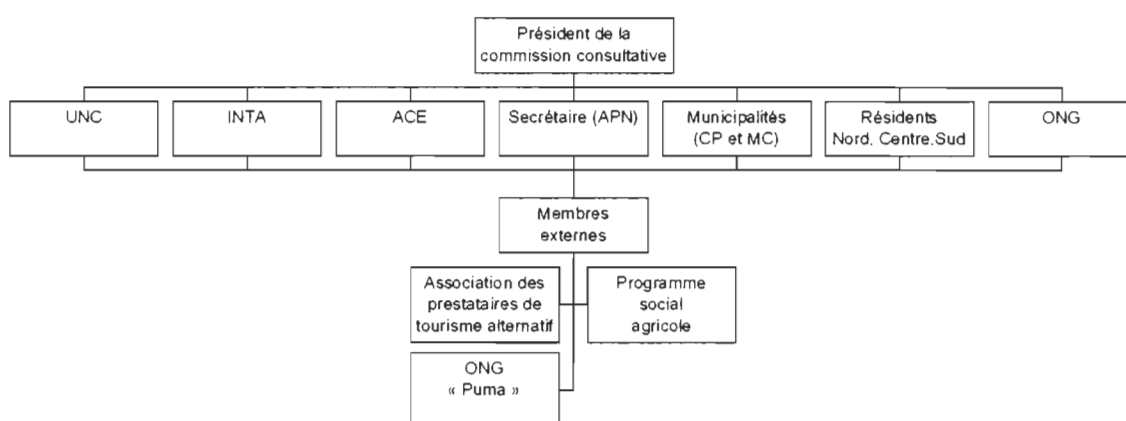 Président de la
commission consultative
UNC
INTA
ACE
Secrétaire (APN)
Municipalités
(CP et MC)
Résidents
Nord, Centre,Sud
ONG
Membres
externes
Association des
prestataires de
tourisme alternatif
Programme
social
agricole
ONG
« Puma »